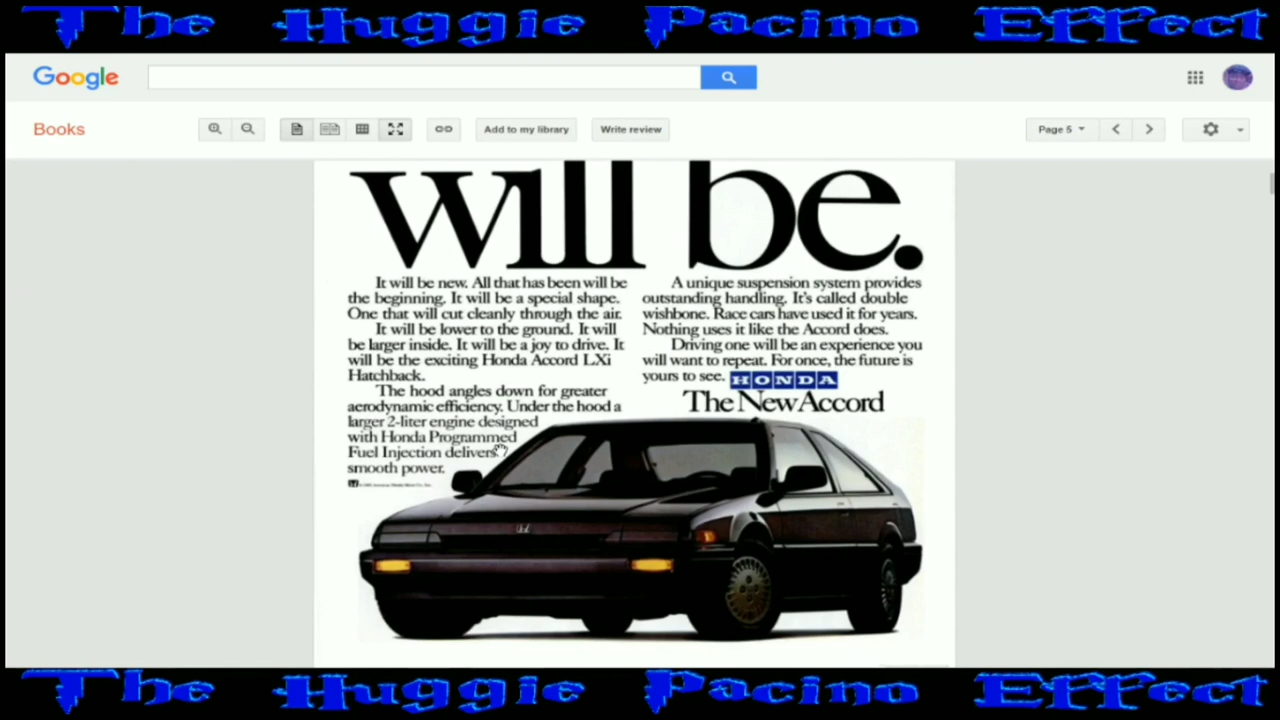 The Huggie Pacino Effect
Google
Books
Add to my library
Write review
Page 5
will be.
It will be new. All that has been will be
the beginning. It will be a special shape.
One that will cut cleanly through the air.
It will be lower to the ground. It will
be larger inside. It will be a joy to drive. It
will be the exciting Honda Accord LXi
Hatchback.
The hood angles down for greater
aerodynamic efficiency. Under the hood a
larger 2-liter engine designed
with Honda Programmed
Fuel Injection delivers
smooth power.
A unique suspension system provides
outstanding handling. It's called double
wishbone. Race cars have used it for years.
Nothing uses it like the Accord does.
Driving one will be an experience you
will want to repeat. For once, the future is
yours to see. HONDA
The New Accord
The Huggie Pacino Effect